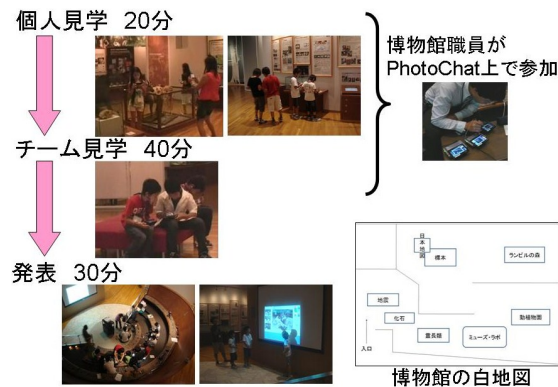 個人見学 20分
博物館職員が
PhotoChat上で参加
チーム見学 40分
発表 30分
日本地図
標本
ランビルの森
地震
化石
霊長類
ミューズ・ラボ
動植物園
入口
博物館の白地図